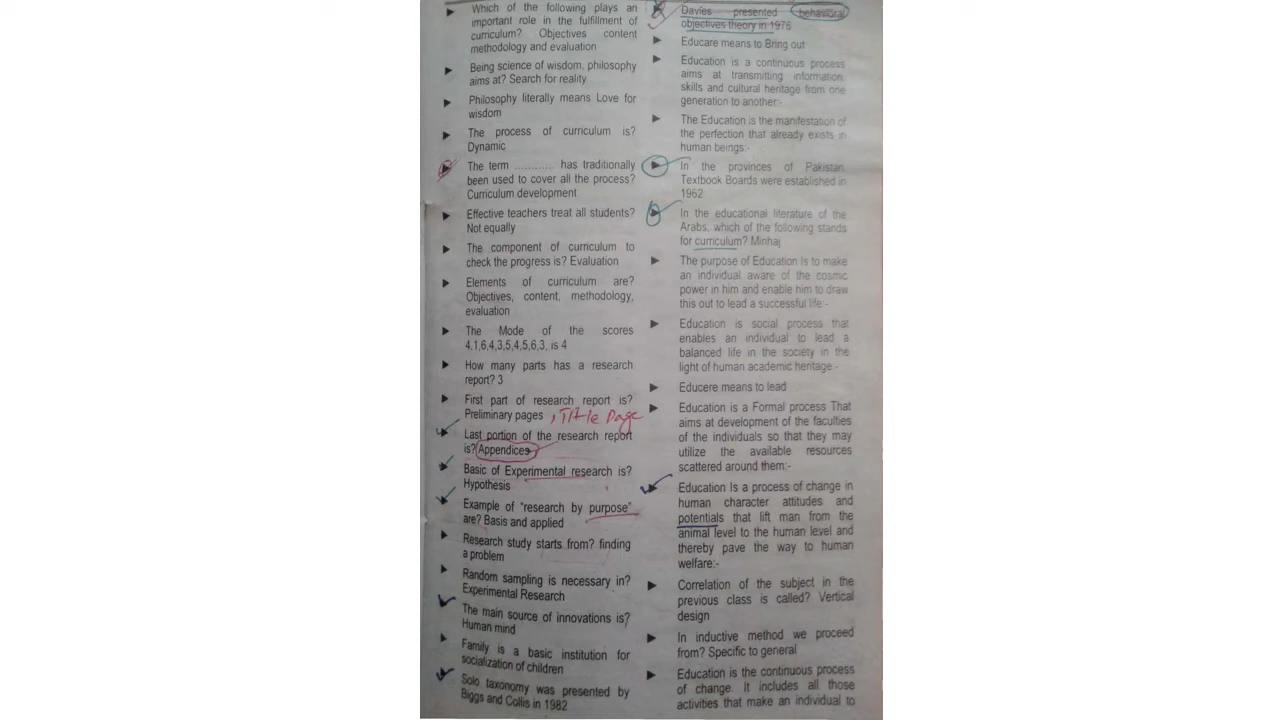 Which of the following plays an
important role in the fulfillment of
curriculum? Objectives content
methodology and evaluation
Being science of wisdom, philosophy
aims at? Search for reality
Philosophy literally means Love for
wisdom
The process of curriculum is?
Dynamic
The term ............ has traditionally
been used to cover all the process?
Curriculum development
Effective teachers treat all students?
Not equally
The component of curriculum to
check the progress is? Evaluation
Elements of curriculum are?
Objectives, content, methodology,
evaluation
The Mode of the scores
4,1,6,4,3,5,4,5,6,3, is 4
How many parts has a research
report? 3
First part of research report is?
Preliminary pages , Title Page
Last portion of the research report
is? Appendices
Basic of Experimental research is?
Hypothesis
Example of "research by purpose"
are? Basis and applied
Research study starts from? finding
a problem
Random sampling is necessary in?
Experimental Research
The main source of innovations is?
Human mind
Family is a basic institution for
socialization of children
Solo taxonomy was presented by
Biggs and Collis in 1982
Davies presented behavioral
objectives theory in 1976
Educare means to Bring out
Education is a continuous process
aims at transmitting information,
skills and cultural heritage from one
generation to another:-
The Education is the manifestation of
the perfection that already exists in
human beings:-
In the provinces of Pakistan,
Textbook Boards were established in
1962
In the educational literature of the
Arabs, which of the following stands
for curriculum? Minhaj
The purpose of Education Is to make
an individual aware of the cosmic
power in him and enable him to draw
this out to lead a successful life:-
Education is social process that
enables an individual to lead a
balanced life in the society in the
light of human academic heritage:-
Educere means to lead
Education is a Formal process That
aims at development of the faculties
of the individuals so that they may
utilize the available resources
scattered around them:-
Education Is a process of change in
human character attitudes and
potentials that lift man from the
animal level to the human level and
thereby pave the way to human
welfare:-
Correlation of the subject in the
previous class is called? Vertical
design
In inductive method we proceed
from? Specific to general
Education is the continuous process
of change. It includes all those
activities that make an individual to